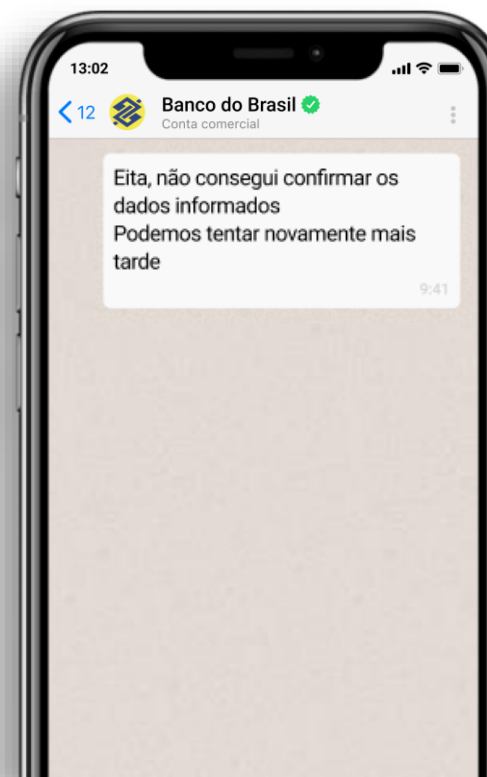 13:02
12
Banco do Brasil
Conta comercial
Eita, não consegui confirmar os
dados informados
Podemos tentar novamente mais
tarde
9:41